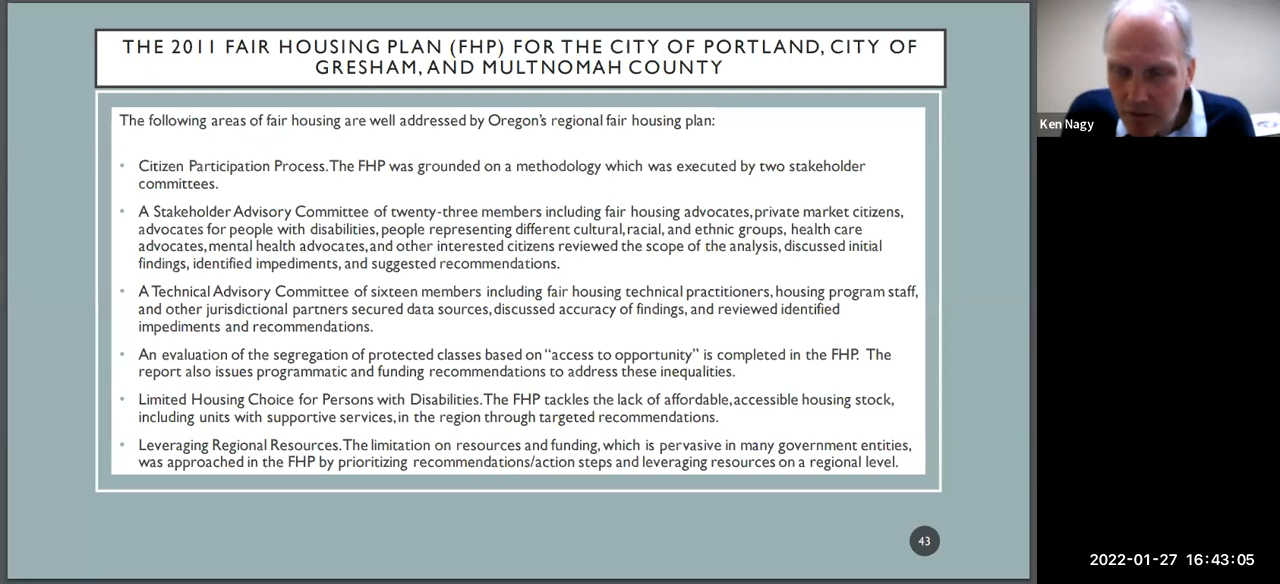 THE 2011 FAIR HOUSING PLAN (FHP) FOR THE CITY OF PORTLAND, CITY OF
GRESHAM, AND MULTNOMAH COUNTY
The following areas of fair housing are well addressed by Oregon's regional fair housing plan:
• Citizen Participation Process. The FHP was grounded on a methodology which was executed by two stakeholder
committees.
• A Stakeholder Advisory Committee of twenty-three members including fair housing advocates, private market citizens,
advocates for people with disabilities, people representing different cultural, racial, and ethnic groups, health care
advocates, mental health advocates, and other interested citizens reviewed the scope of the analysis, discussed initial
findings, identified impediments, and suggested recommendations.
• A Technical Advisory Committee of sixteen members including fair housing technical practitioners, housing program staff,
and other jurisdictional partners secured data sources, discussed accuracy of findings, and reviewed identified
impediments and recommendations.
• An evaluation of the segregation of protected classes based on "access to opportunity" is completed in the FHP. The
report also issues programmatic and funding recommendations to address these inequalities.
• Limited Housing Choice for Persons with Disabilities. The FHP tackles the lack of affordable, accessible housing stock,
including units with supportive services, in the region through targeted recommendations.
• Leveraging Regional Resources. The limitation on resources and funding, which is pervasive in many government entities,
was approached in the FHP by prioritizing recommendations/action steps and leveraging resources on a regional level.
43
Ken Nagy
2022-01-27 16:43:05